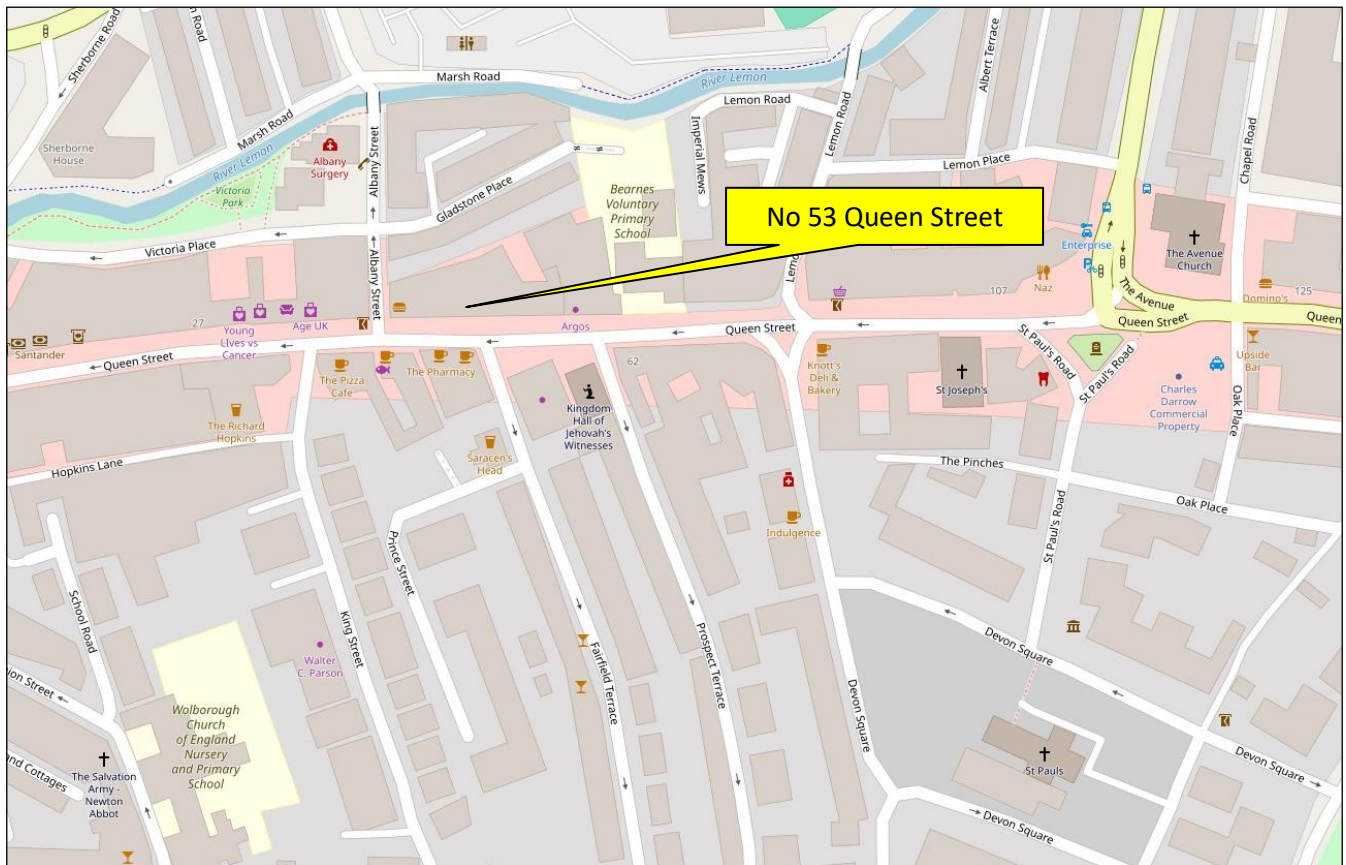 Sherborne Road
Road
Marsh Road
River Lemon
Lemon Road
Albert Terrace
Chapel Road
Sherborne
House
Marsh Road
River Lemon
Albany
Surgery
Albany Street
Imperial Mews
Lemon Road
Lemon Place
Victoria
Park
Gladstone Place
Bearnes
Voluntary
Primary
School
No 53 Queen Street
Enterprise
The Avenue
Church
Victoria Place
Albany Street
Naz
107
The Avenue
Domino's
125
27
Young
LIves vs
Cancer
Age UK
Argos
Queen Street
Queen Street
Queen
Santander
Queen Street
The Pizza
Cafe
The Pharmacy
62
Knott's
Deli &
Bakery
St Joseph's
St Paul's Road
St Paul's Road
Upside
Bar
Charles
Darrow
Commercial
Property
Oak Place
The Richard
Hopkins
Kingdom
Hall of
Jehovah's
Witnesses
Saracen's
Head
Hopkins Lane
The Pinches
Oak Place
Indulgence
St Paul's Road
Prince Street
School Road
King Street
Walter
C. Parson
Fairfield Terrace
Prospect Terrace
Devon Square
Devon Square
Wolborough
Church
of England
Nursery
and Primary
School
ion Street
and Cottages
The Salvation
Army -
Newton
Abbot
St Pauls
Devon Square
Devon Square